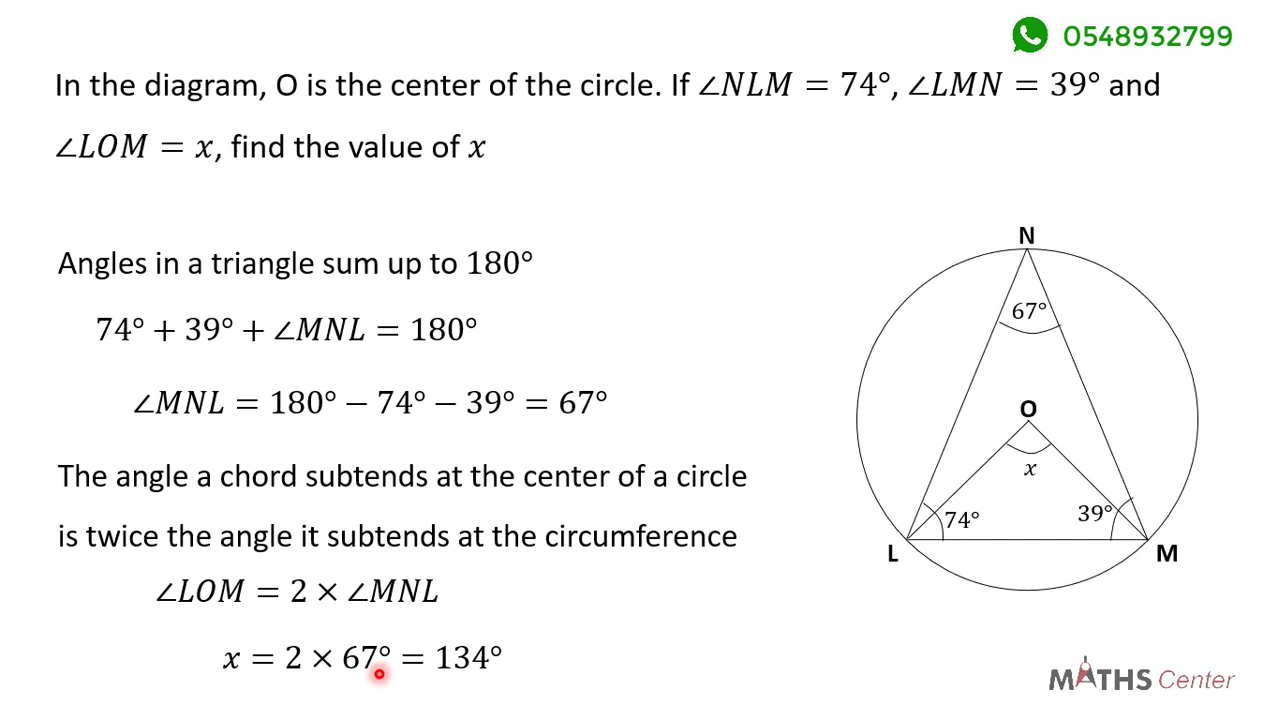 0548932799
In the diagram, O is the center of the circle. If ∠NLM = 74°, ∠LMN = 39° and
∠LOM = x, find the value of x
Angles in a triangle sum up to 180°
74° + 39° + ∠MNL = 180°
∠MNL = 180° − 74° − 39° = 67°
The angle a chord subtends at the center of a circle
is twice the angle it subtends at the circumference
∠LOM = 2 × ∠MNL
x = 2 × 67° = 134°
N
67°
O
x
74°
39°
L
M
MATHS Center